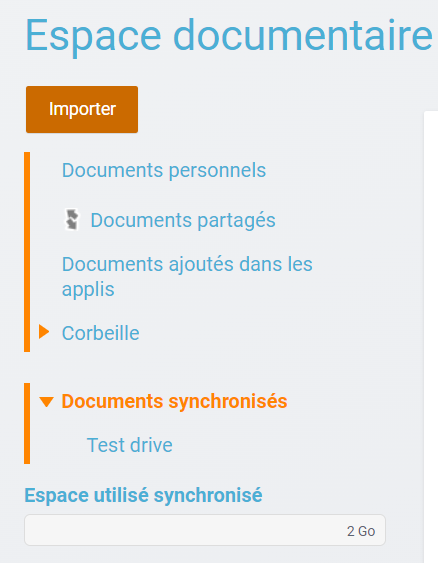 Espace documentaire
Importer
Documents personnels
Documents partagés
Documents ajoutés dans les
applis
Corbeille
Documents synchronisés
Test drive
Espace utilisé synchronisé
2 Go